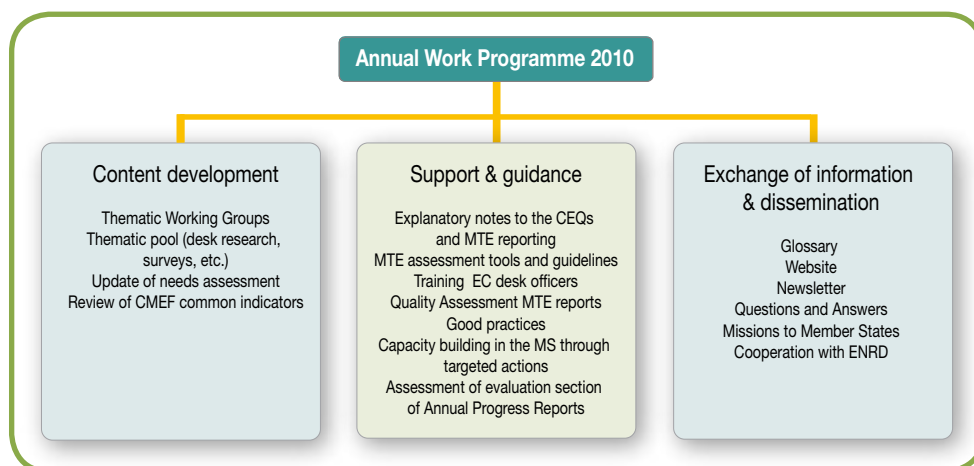 Annual Work Programme 2010
Content development
Thematic Working Groups
Thematic pool (desk research,
surveys, etc.)
Update of needs assessment
Review of CMEF common indicators
Support & guidance
Explanatory notes to the CEQs
and MTE reporting
MTE assessment tools and guidelines
Training EC desk officers
Quality Assessment MTE reports
Good practices
Capacity building in the MS through
targeted actions
Assessment of evaluation section
of Annual Progress Reports
Exchange of information
& dissemination
Glossary
Website
Newsletter
Questions and Answers
Missions to Member States
Cooperation with ENRD